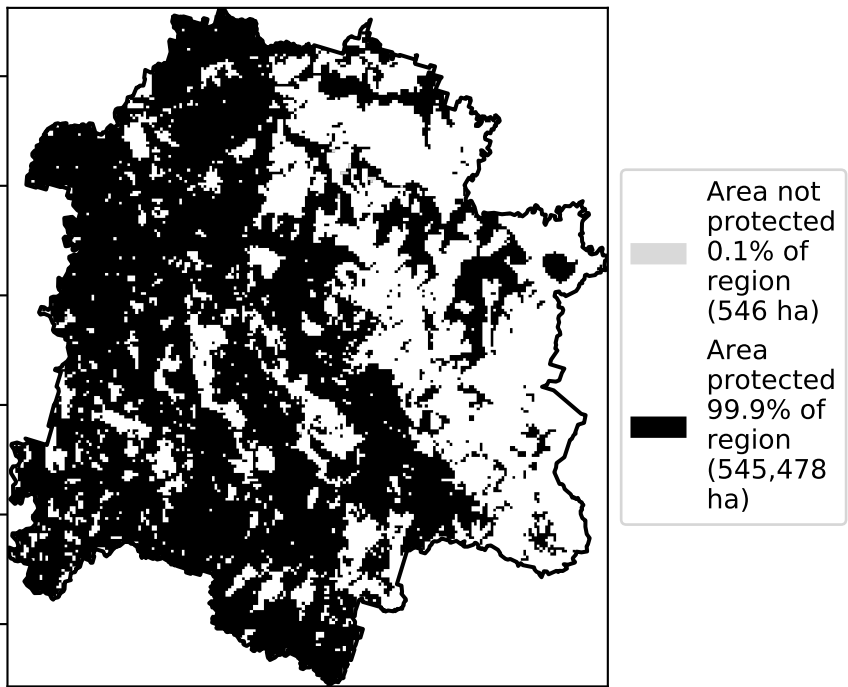 Area not
protected
0.1% of
region
(546 ha)
Area
protected
99.9% of
region
(545,478
ha)